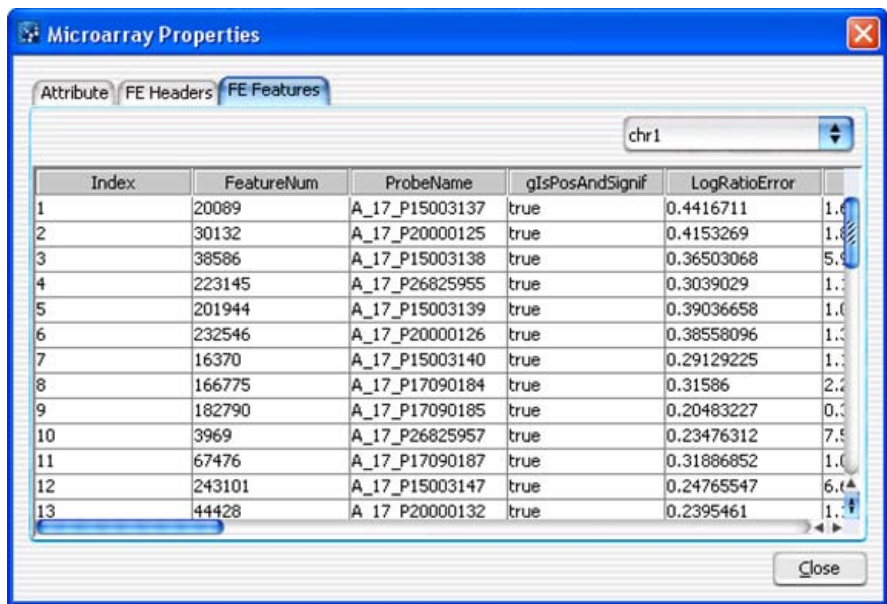 Microarray Properties
Attribute FE Headers FE Features
chr1
Index FeatureNum ProbeName gIsPosAndSignif LogRatioError
1 20089 A_17_P15003137 true 0.4416711
2 30132 A_17_P20000125 true 0.4153269
3 38586 A_17_P15003138 true 0.36503068
4 223145 A_17_P26825955 true 0.3039029
5 201944 A_17_P15003139 true 0.39036658
6 232546 A_17_P20000126 true 0.38558096
7 16370 A_17_P15003140 true 0.29129225
8 166775 A_17_P17090184 true 0.31586
9 182790 A_17_P17090185 true 0.20483227
10 3969 A_17_P26825957 true 0.23476312
11 67476 A_17_P17090187 true 0.31886852
12 243101 A_17_P15003147 true 0.24765547
13 44428 A_17_P20000132 true 0.2395461
Close